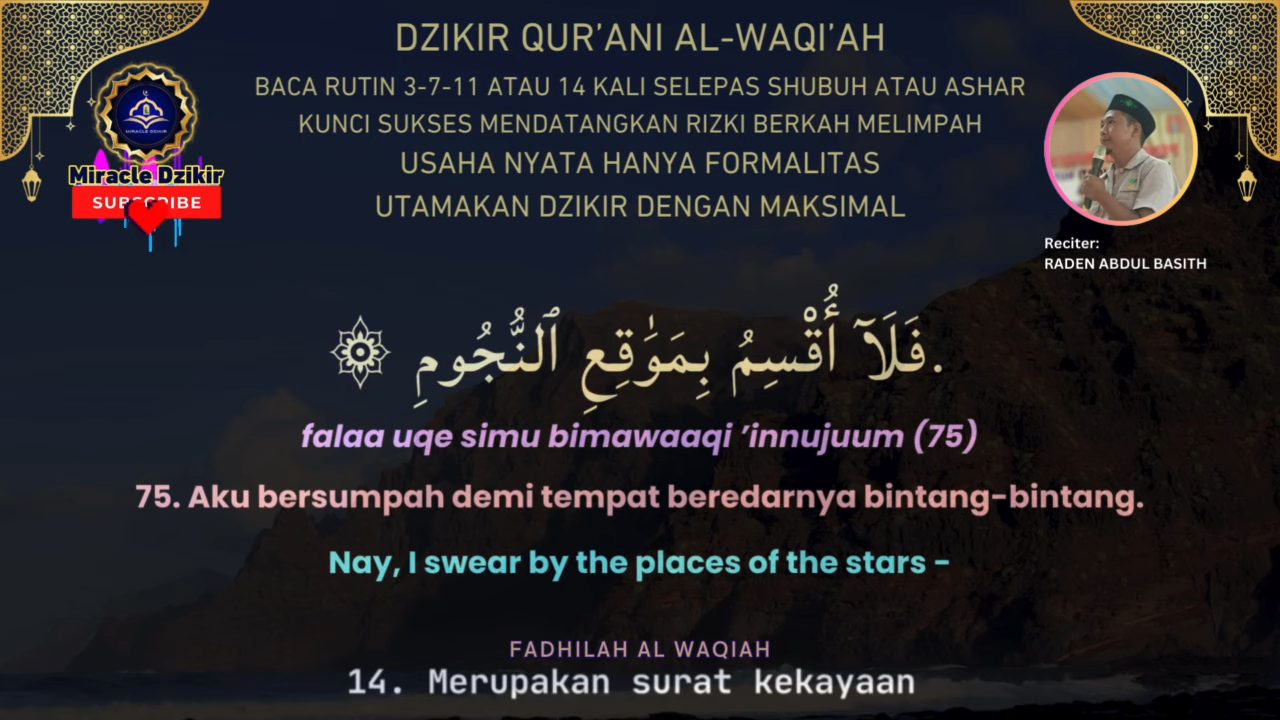 DZIKIR QUR'ANI AL-WAQI'AH
BACA RUTIN 3-7-11 ATAU 14 KALI SELEPAS SHUBUH ATAU ASHAR
KUNCI SUKSES MENDATANGKAN RIZKI BERKAH MELIMPAH
USAHA NYATA HANYA FORMALITAS
UTAMAKAN DZIKIR DENGAN MAKSIMAL
MIRACLE DZIKIR
Miracle Dzikir
SUBSCRIBE
Reciter:
RADEN ABDUL BASITH
.فَلَآ أُقْسِمُ بِمَوَٰقِعِ ٱلنُّجُومِ ۞
falaa uqe simu bimawaaqi 'innujuum (75)
75. Aku bersumpah demi tempat beredarnya bintang-bintang.
Nay, I swear by the places of the stars -
FADHILAH AL WAQIAH
14. Merupakan surat kekayaan